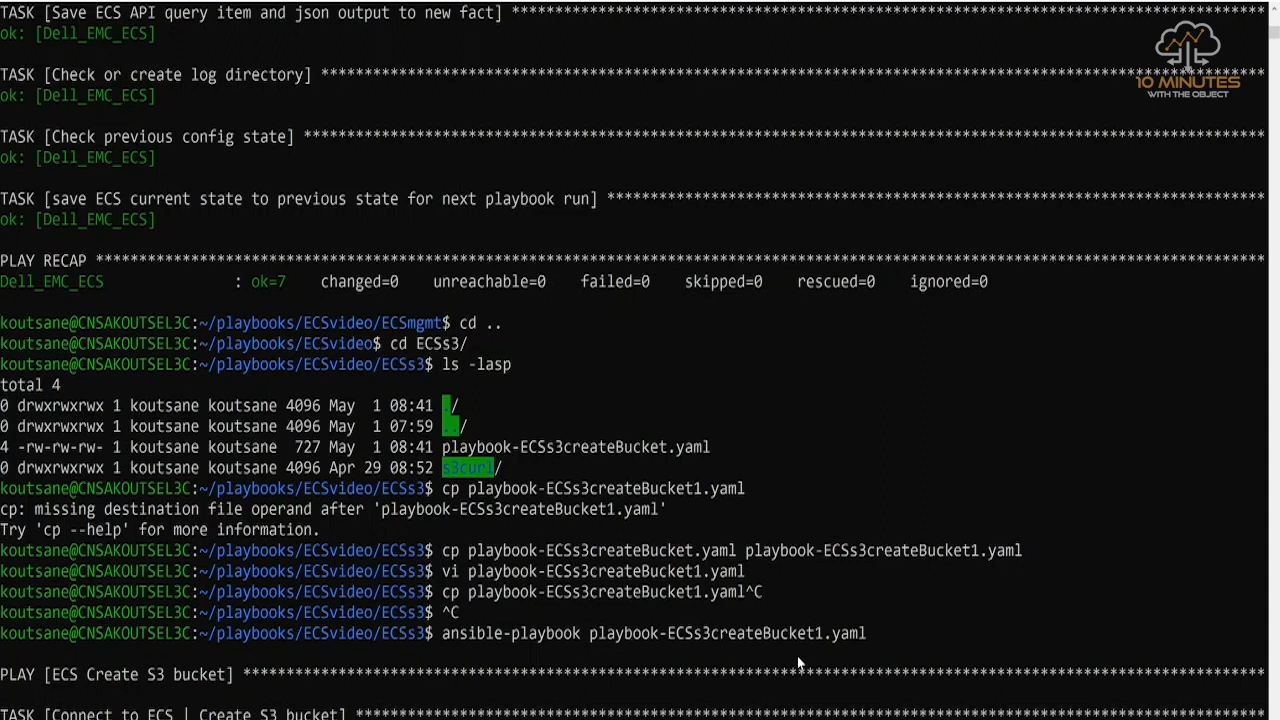 TASK [Save ECS API query item and json output to new fact] ****************************************************************************************
ok: [Dell_EMC_ECS]
10 MINUTES
WITH THE OBJECT
TASK [Check or create log directory] **************************************************************************************************************
ok: [Dell_EMC_ECS]
TASK [Check previous config state] ****************************************************************************************************************
ok: [Dell_EMC_ECS]
TASK [save ECS current state to previous state for next playbook run] *****************************************************************************
ok: [Dell_EMC_ECS]
PLAY RECAP ****************************************************************************************************************************************
Dell_EMC_ECS               : ok=7    changed=0    unreachable=0    failed=0    skipped=0    rescued=0    ignored=0
koutsane@CNSAKOUTSEL3C:~/playbooks/ECSvideo/ECSmgmt$ cd ..
koutsane@CNSAKOUTSEL3C:~/playbooks/ECSvideo$ cd ECSs3/
koutsane@CNSAKOUTSEL3C:~/playbooks/ECSvideo/ECSs3$ ls -lasp
total 4
0 drwxrwxrwx 1 koutsane koutsane 4096 May  1 08:41 ./
0 drwxrwxrwx 1 koutsane koutsane 4096 May  1 07:59 ../
4 -rw-rw-rw- 1 koutsane koutsane  727 May  1 08:41 playbook-ECSs3createBucket.yaml
0 drwxrwxrwx 1 koutsane koutsane 4096 Apr 29 08:52 s3curl/
koutsane@CNSAKOUTSEL3C:~/playbooks/ECSvideo/ECSs3$ cp playbook-ECSs3createBucket1.yaml
cp: missing destination file operand after 'playbook-ECSs3createBucket1.yaml'
Try 'cp --help' for more information.
koutsane@CNSAKOUTSEL3C:~/playbooks/ECSvideo/ECSs3$ cp playbook-ECSs3createBucket.yaml playbook-ECSs3createBucket1.yaml
koutsane@CNSAKOUTSEL3C:~/playbooks/ECSvideo/ECSs3$ vi playbook-ECSs3createBucket1.yaml
koutsane@CNSAKOUTSEL3C:~/playbooks/ECSvideo/ECSs3$ cp playbook-ECSs3createBucket1.yaml^C
koutsane@CNSAKOUTSEL3C:~/playbooks/ECSvideo/ECSs3$ ^C
koutsane@CNSAKOUTSEL3C:~/playbooks/ECSvideo/ECSs3$ ansible-playbook playbook-ECSs3createBucket1.yaml
PLAY [ECS Create S3 bucket] ***********************************************************************************************************************
TASK [Connect to ECS | Create S3 bucket] **********************************************************************************************************